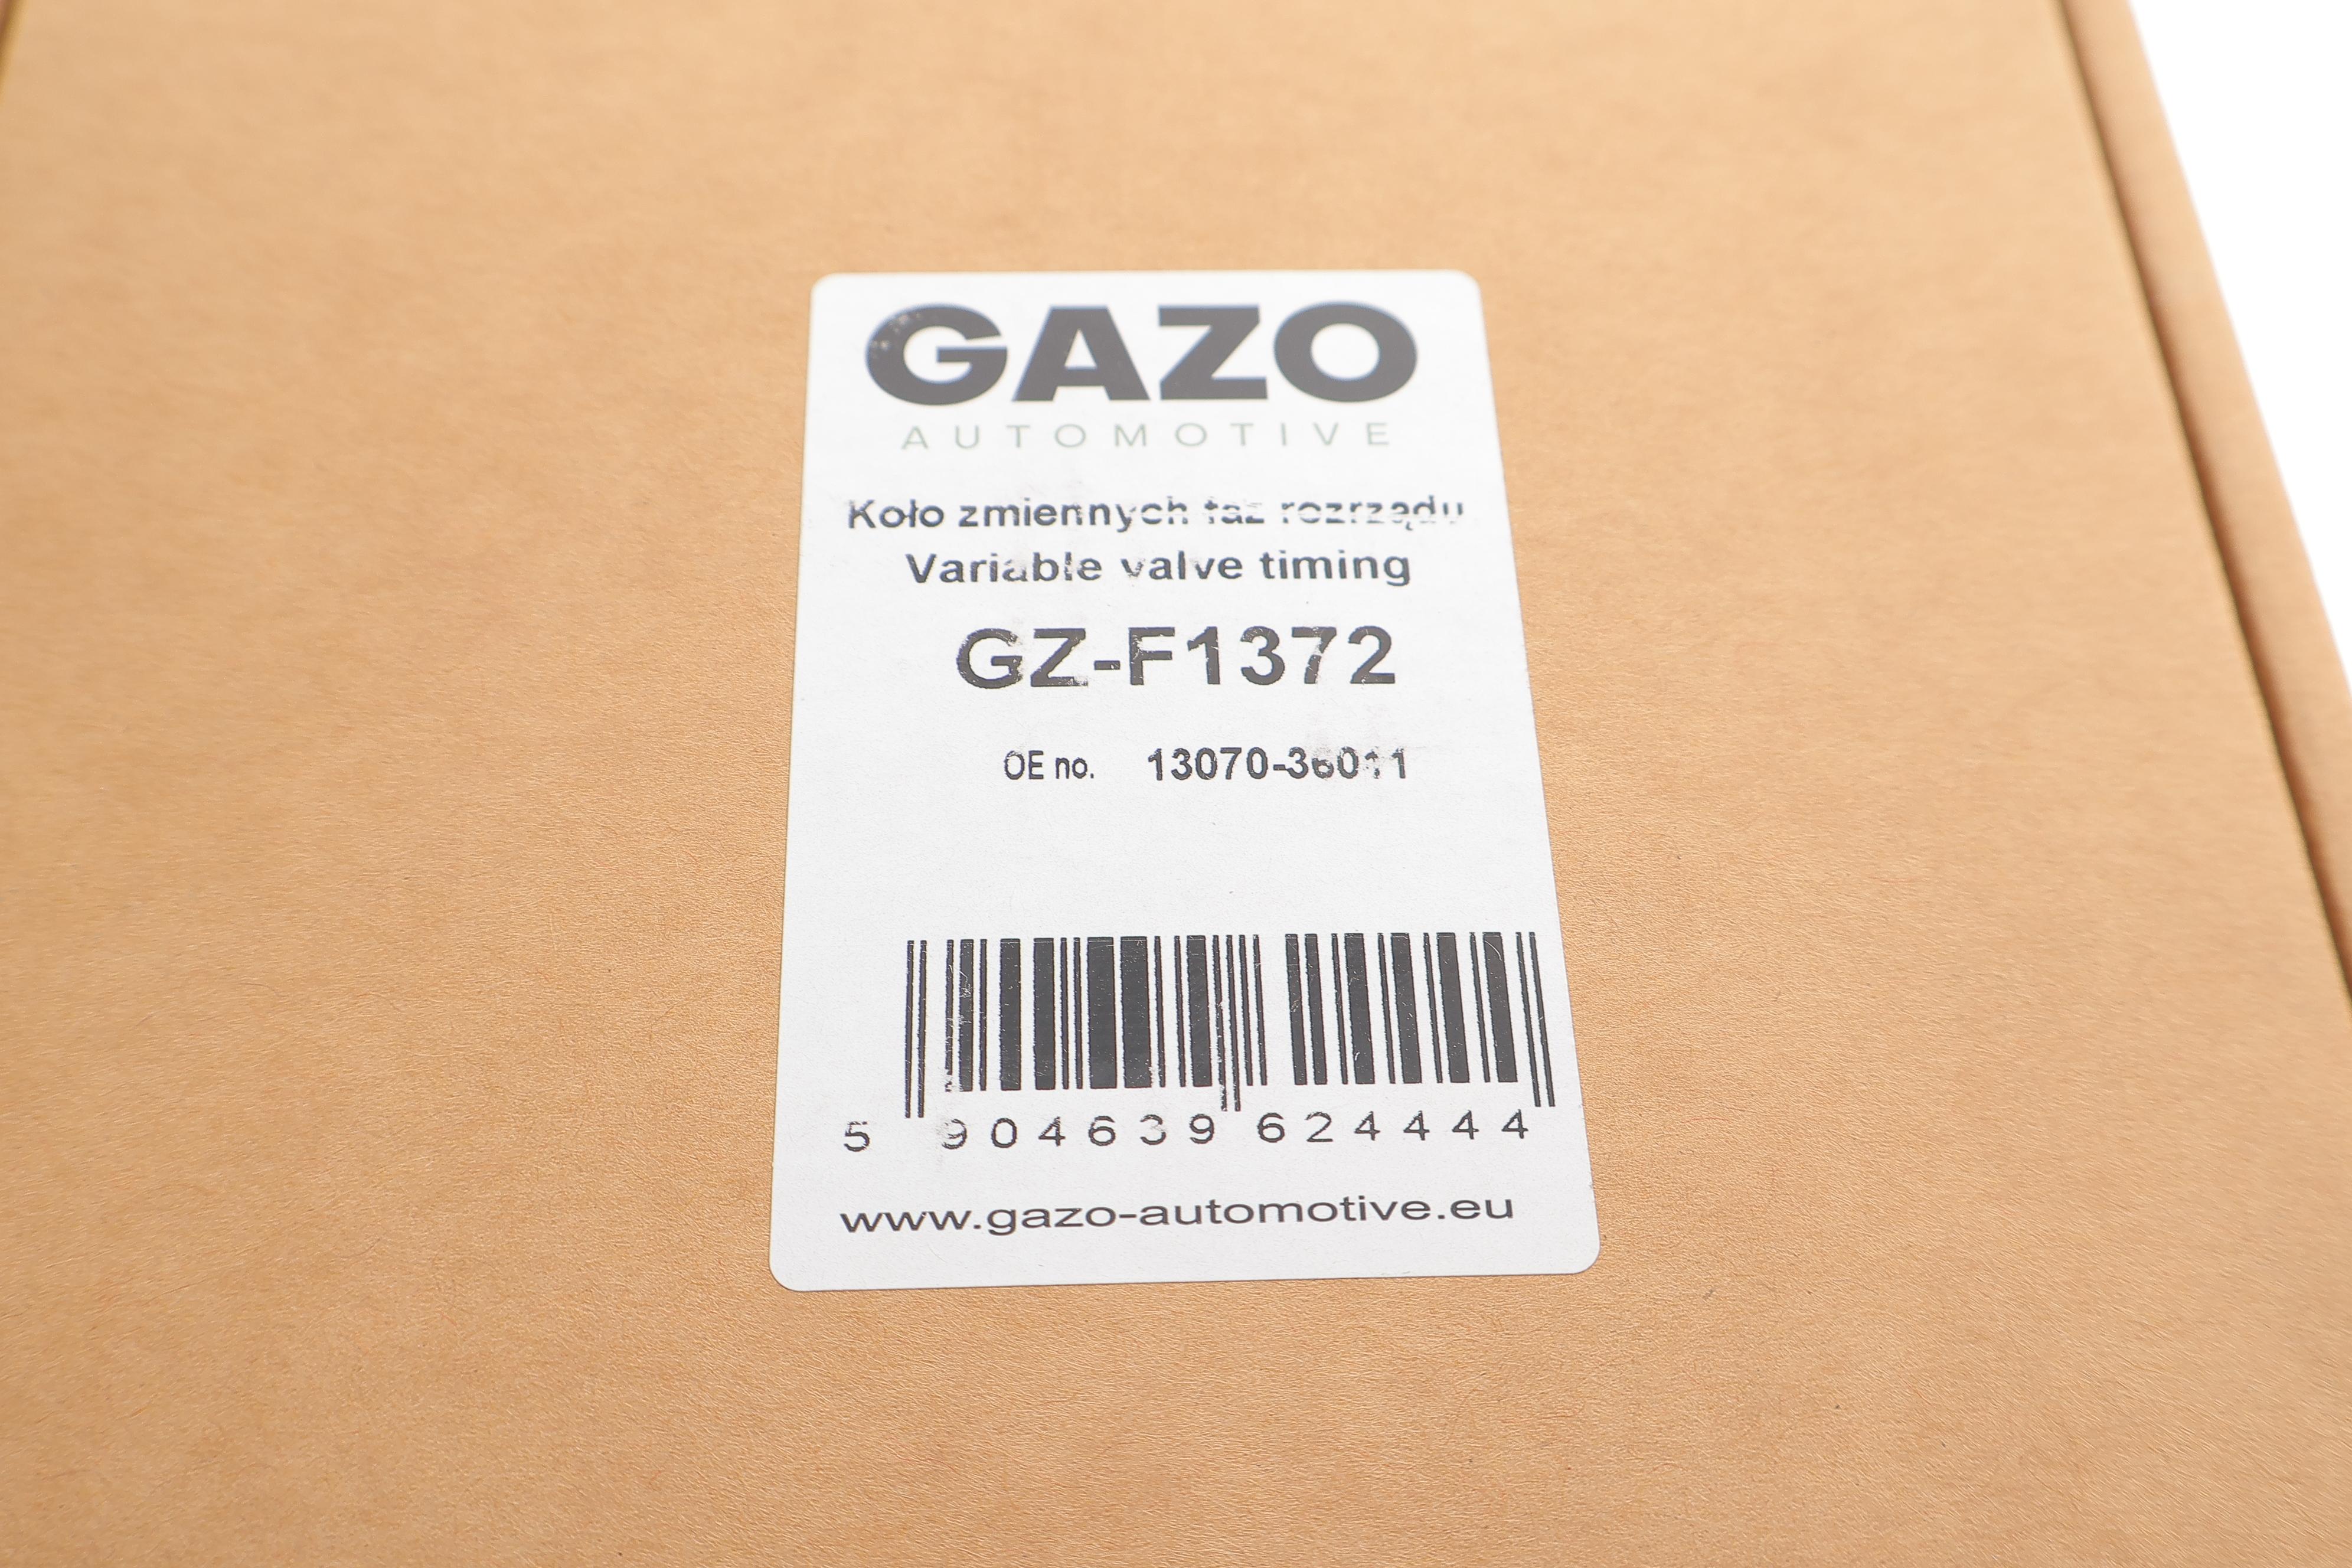 GAZO
AUTOMOTIVE
Koło zmiennych faz rozrządu
Variable valve timing
GZ-F1372
OE no. 13070-36011
5 904639 624444
www.gazo-automotive.eu